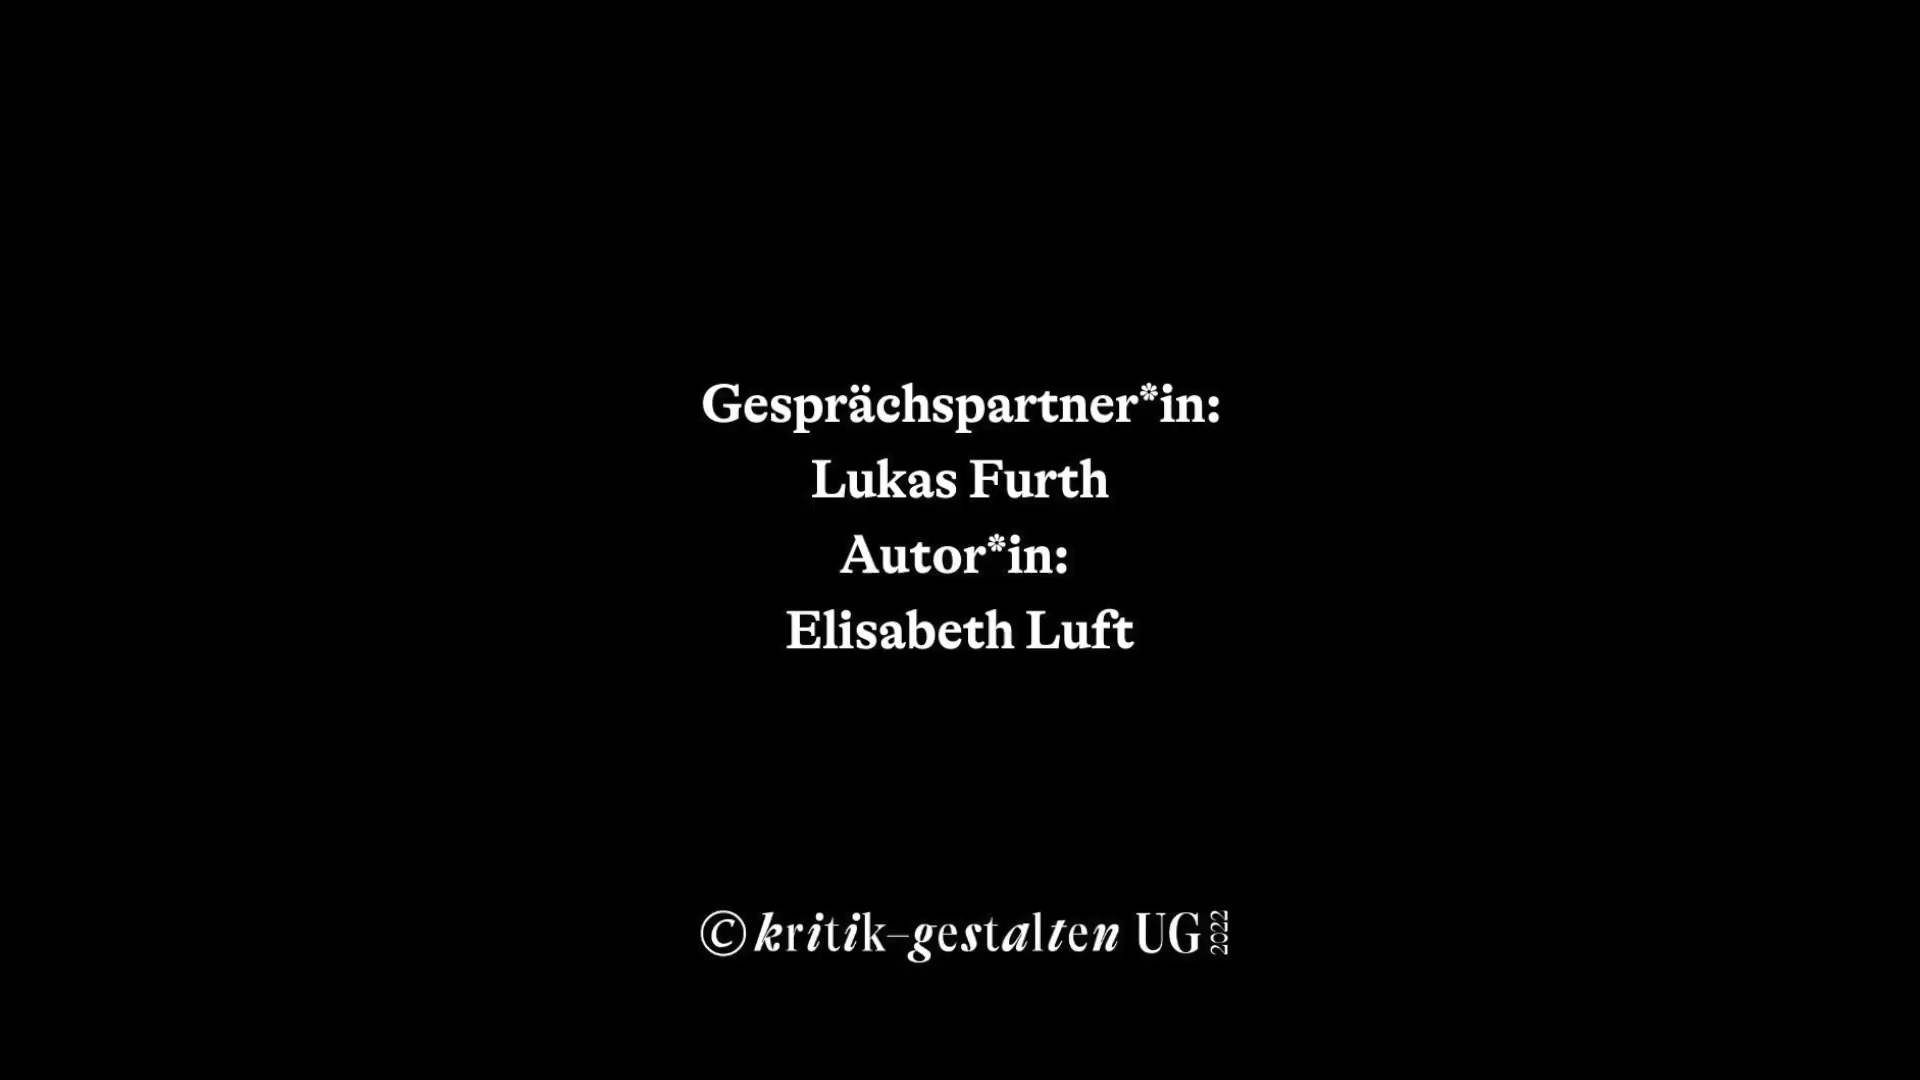 Gesprächspartner*in:
Lukas Furth
Autor*in:
Elisabeth Luft
© kritik–gestalten UG 2022